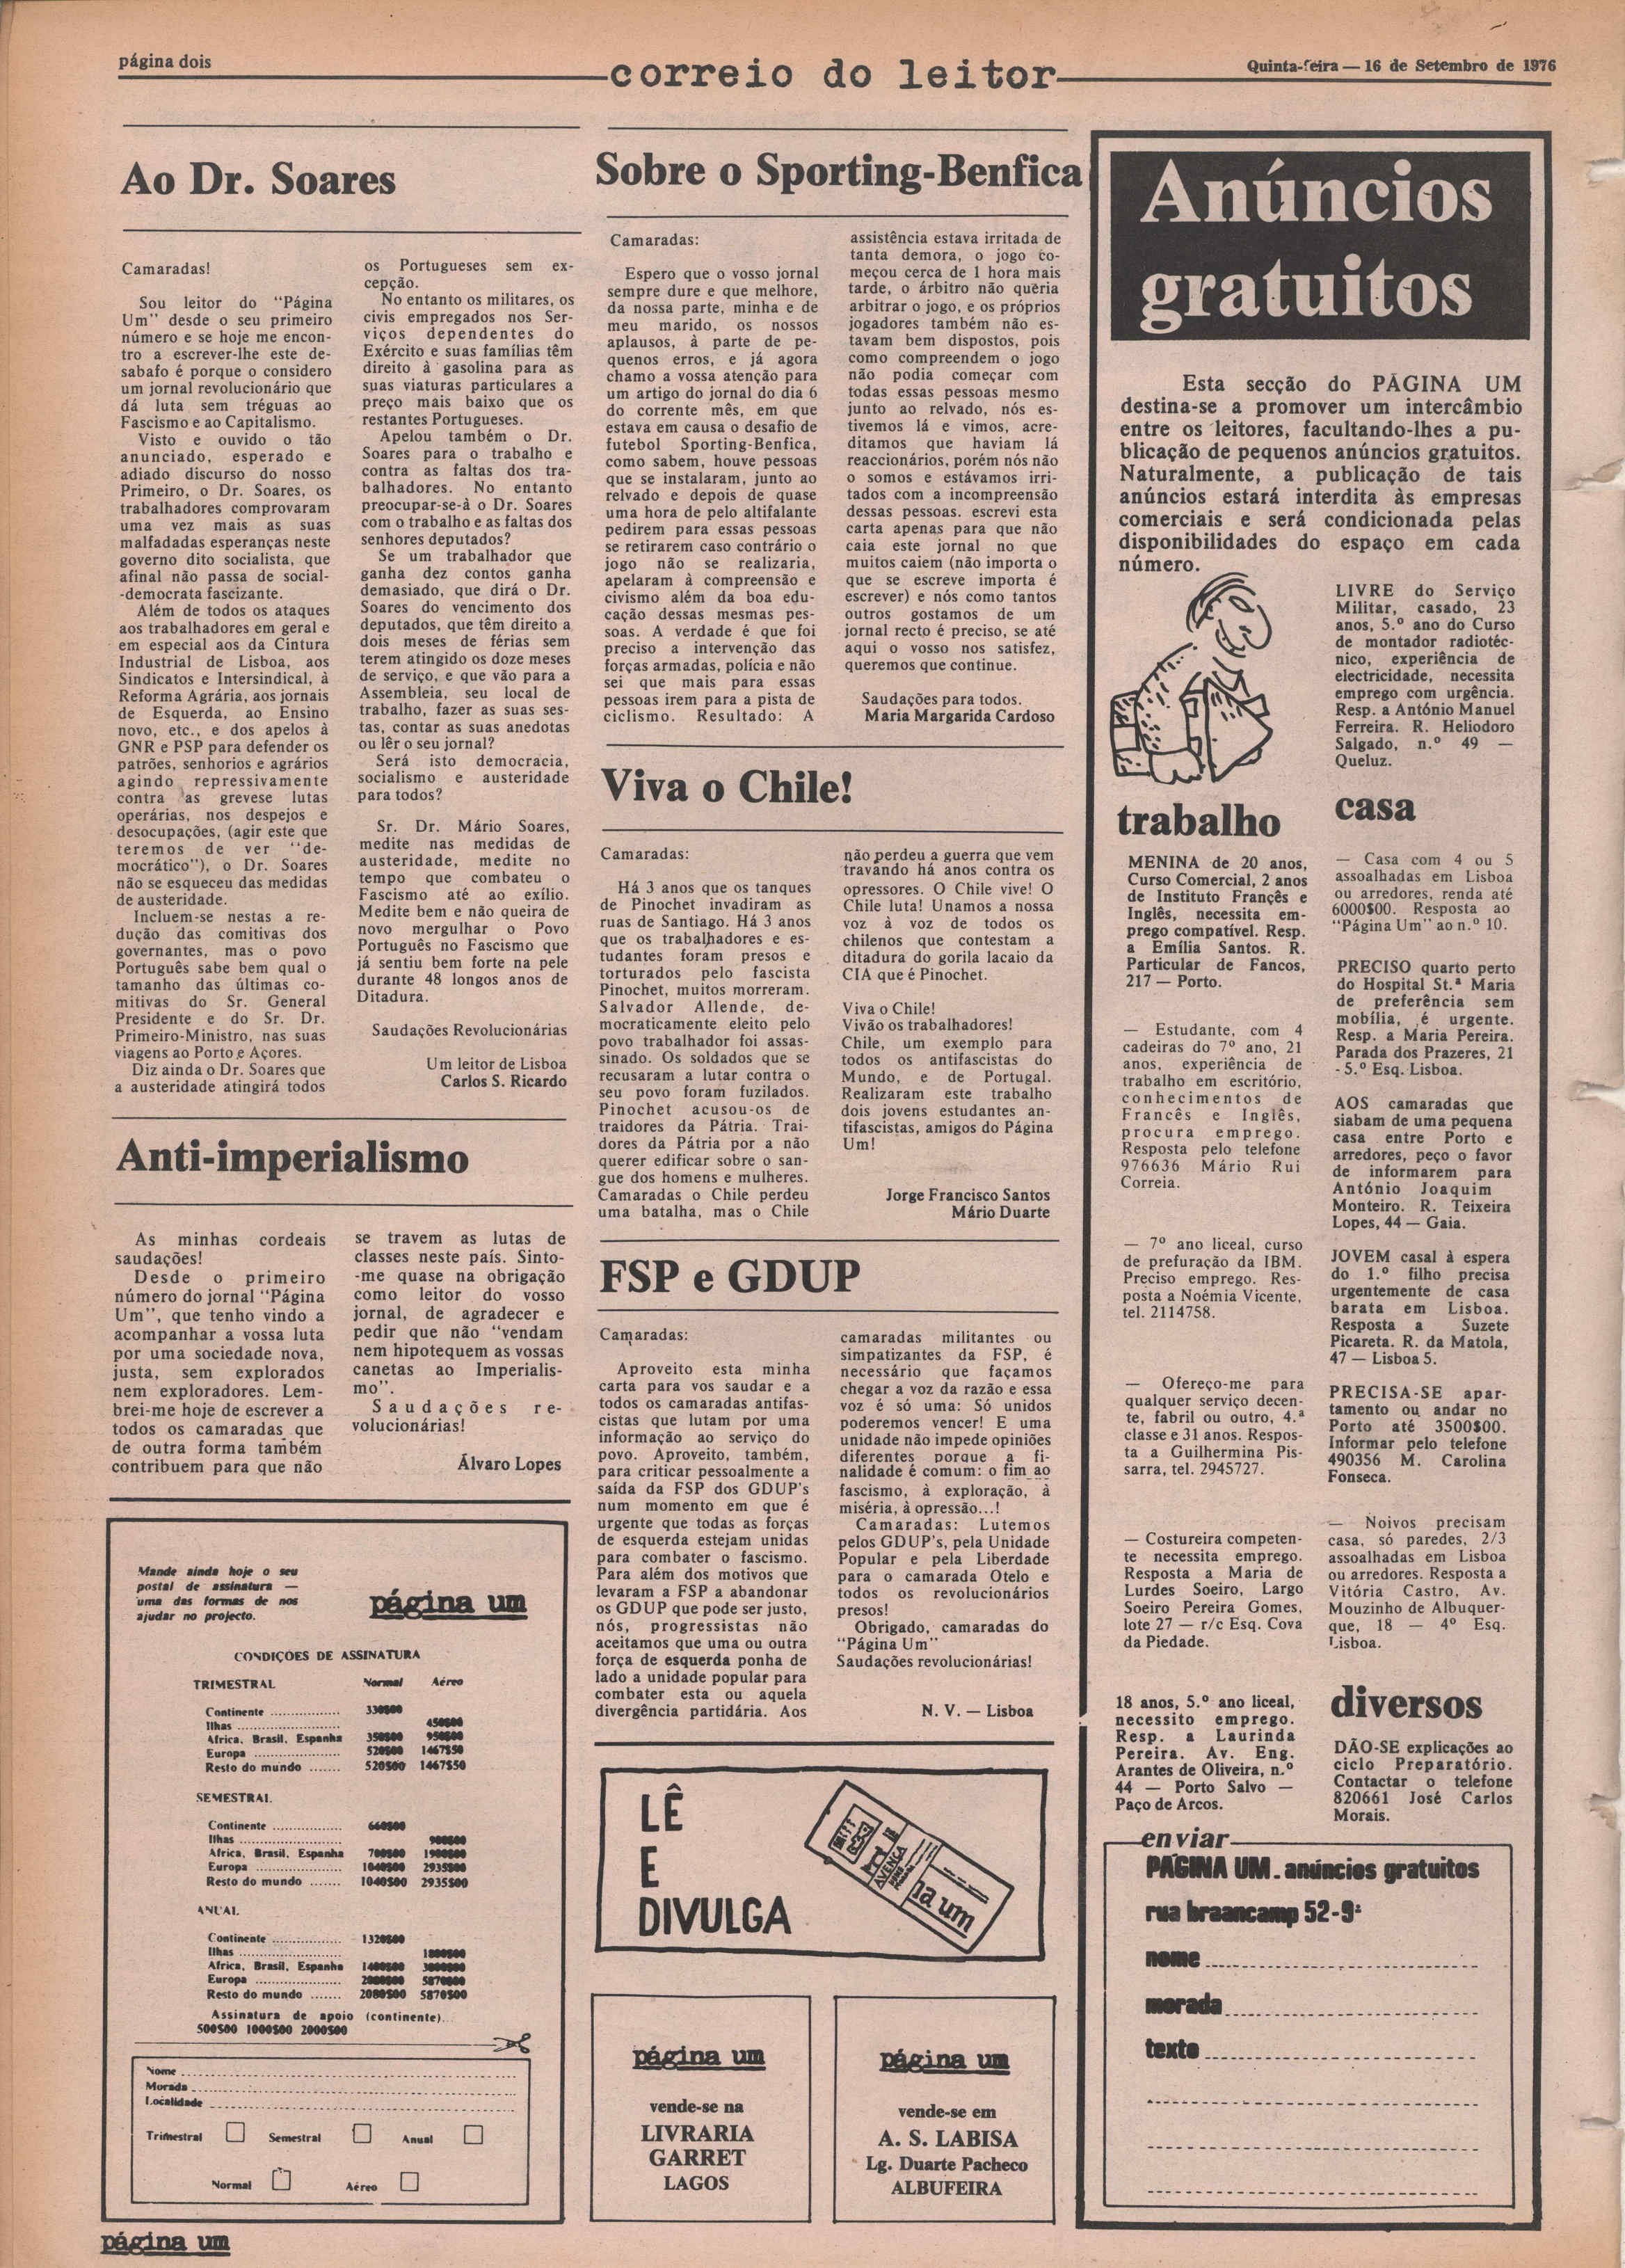 página dois
correio do leitor
Quinta-feira — 16 de Setembro de 1976
Ao Dr. Soares
Camaradas!
Sou leitor do "Página
Um" desde o seu primeiro
número e se hoje me encon-
tro a escrever-lhe este de-
sabafo é porque o considero
um jornal revolucionário que
dá luta sem tréguas ao
Fascismo e ao Capitalismo.
Visto e ouvido o tão
anunciado, esperado e
adiado discurso do nosso
Primeiro, o Dr. Soares, os
trabalhadores comprovaram
uma vez mais as suas
malfadadas esperanças neste
governo dito socialista, que
afinal não passa de social-
-democrata fascizante.
Além de todos os ataques
aos trabalhadores em geral e
em especial aos da Cintura
Industrial de Lisboa, aos
Sindicatos e Intersindical, à
Reforma Agrária, aos jornais
de Esquerda, ao Ensino
novo, etc., e dos apelos à
GNR e PSP para defender os
patrões, senhorios e agrários
agindo repressivamente
contra as grevese lutas
operárias, nos despejos e
desocupações, (agir este que
teremos de ver "de-
mocrático"), o Dr. Soares
não se esqueceu das medidas
de austeridade.
Incluem-se nestas a re-
dução das comitivas dos
governantes, mas o povo
Português sabe bem qual o
tamanho das últimas co-
mitivas do Sr. General
Presidente e do Sr. Dr.
Primeiro-Ministro, nas suas
viagens ao Porto e Açores.
Diz ainda o Dr. Soares que
a austeridade atingirá todos
os Portugueses sem ex-
cepção.
No entanto os militares, os
civis empregados nos Ser-
viços dependentes do
Exército e suas famílias têm
direito à gasolina para as
suas viaturas particulares a
preço mais baixo que os
restantes Portugueses.
Apelou também o Dr.
Soares para o trabalho e
contra as faltas dos tra-
balhadores. No entanto
preocupar-se-à o Dr. Soares
com o trabalho e as faltas dos
senhores deputados?
Se um trabalhador que
ganha dez contos ganha
demasiado, que dirá o Dr.
Soares do vencimento dos
deputados, que têm direito a
dois meses de férias sem
terem atingido os doze meses
de serviço, e que vão para a
Assembleia, seu local de
trabalho, fazer as suas ses-
tas, contar as suas anedotas
ou lêr o seu jornal?
Será isto democracia,
socialismo e austeridade
para todos?
Sr. Dr. Mário Soares,
medite nas medidas de
austeridade, medite no
tempo que combateu o
Fascismo até ao exílio.
Medite bem e não queira de
novo mergulhar o Povo
Português no Fascismo que
já sentiu bem forte na pele
durante 48 longos anos de
Ditadura.
Saudações Revolucionárias
Um leitor de Lisboa
Carlos S. Ricardo
Anti-imperialismo
As minhas cordeais
saudações!
Desde o primeiro
número do jornal "Página
Um", que tenho vindo a
acompanhar a vossa luta
por uma sociedade nova,
justa, sem explorados
nem exploradores. Lem-
brei-me hoje de escrever a
todos os camaradas que
de outra forma também
contribuem para que não
se travem as lutas de
classes neste país. Sinto-
-me quase na obrigação
como leitor do vosso
jornal, de agradecer e
pedir que não "vendam
nem hipotequem as vossas
canetas ao Imperialis-
mo".
Saudações re-
volucionárias!
Álvaro Lopes
Mande ainda hoje o seu
postal de assinatura —
uma das formas de nos
ajudar no projecto.
página um
CONDIÇOES DE ASSINATURA
TRIMESTRAL Normal Aéreo
Continente ................ 330$00
Ilhas ........................ 450$00
Africa, Brasil, Espanha 350$00 950$00
Europa .................... 520$00 1467$50
Resto do mundo ....... 520$00 1467$50
SEMESTRAL
Continente ................ 660$00
Ilhas ........................ 900$00
Africa, Brasil, Espanha 700$00 1900$00
Europa .................... 1040$00 2935$00
Resto do mundo ....... 1040$00 2935$00
ANUAL
Continente ................ 1320$00
Ilhas ........................ 1800$00
Africa, Brasil, Espanha 1400$00 3800$00
Europa .................... 2080$00 5870$00
Resto do mundo ....... 2080$00 5870$00
Assinatura de apoio (continente)..
500$00 1000$00 2000$00
Nome
Morada
Localidade
Trimestral Semestral Anual
Normal Aéreo
página um
Sobre o Sporting-Benfica
Camaradas:
Espero que o vosso jornal
sempre dure e que melhore,
da nossa parte, minha e de
meu marido, os nossos
aplausos, à parte de pe-
quenos erros, e já agora
chamo a vossa atenção para
um artigo do jornal do dia 6
do corrente mês, em que
estava em causa o desafio de
futebol Sporting-Benfica,
como sabem, houve pessoas
que se instalaram, junto ao
relvado e depois de quase
uma hora de pelo altifalante
pedirem para essas pessoas
se retirarem caso contrário o
jogo não se realizaria,
apelaram à compreensão e
civismo além da boa edu-
cação dessas mesmas pes-
soas. A verdade é que foi
preciso a intervenção das
forças armadas, polícia e não
sei que mais para essas
pessoas irem para a pista de
ciclismo. Resultado: A
assistência estava irritada de
tanta demora, o jogo co-
meçou cerca de 1 hora mais
tarde, o árbitro não queria
arbitrar o jogo, e os próprios
jogadores também não es-
tavam bem dispostos, pois
como compreendem o jogo
não podia começar com
todas essas pessoas mesmo
junto ao relvado, nós es-
tivemos lá e vimos, acre-
ditamos que haviam lá
reaccionários, porém nós não
o somos e estávamos irri-
tados com a incompreensão
dessas pessoas. escrevi esta
carta apenas para que não
caia este jornal no que
muitos caiem (não importa o
que se escreve importa é
escrever) e nós como tantos
outros gostamos de um
jornal recto é preciso, se até
aqui o vosso nos satisfez,
queremos que continue.
Saudações para todos.
Maria Margarida Cardoso
Viva o Chile!
Camaradas:
Há 3 anos que os tanques
de Pinochet invadiram as
ruas de Santiago. Há 3 anos
que os trabalhadores e es-
tudantes foram presos e
torturados pelo fascista
Pinochet, muitos morreram.
Salvador Allende, de-
mocraticamente eleito pelo
povo trabalhador foi assas-
sinado. Os soldados que se
recusaram a lutar contra o
seu povo foram fuzilados.
Pinochet acusou-os de
traidores da Pátria. Trai-
dores da Pátria por a não
querer edificar sobre o san-
gue dos homens e mulheres.
Camaradas o Chile perdeu
uma batalha, mas o Chile
não perdeu a guerra que vem
travando há anos contra os
opressores. O Chile vive! O
Chile luta! Unamos a nossa
voz à voz de todos os
chilenos que contestam a
ditadura do gorila lacaio da
CIA que é Pinochet.
Viva o Chile!
Vivão os trabalhadores!
Chile, um exemplo para
todos os antifascistas do
Mundo, e de Portugal.
Realizaram este trabalho
dois jovens estudantes an-
tifascistas, amigos do Página
Um!
Jorge Francisco Santos
Mário Duarte
FSP e GDUP
Camaradas:
Aproveito esta minha
carta para vos saudar e a
todos os camaradas antifas-
cistas que lutam por uma
informação ao serviço do
povo. Aproveito, também,
para criticar pessoalmente a
saída da FSP dos GDUP's
num momento em que é
urgente que todas as forças
de esquerda estejam unidas
para combater o fascismo.
Para além dos motivos que
levaram a FSP a abandonar
os GDUP que pode ser justo,
nós, progressistas não
aceitamos que uma ou outra
força de esquerda ponha de
lado a unidade popular para
combater esta ou aquela
divergência partidária. Aos
camaradas militantes ou
simpatizantes da FSP, é
necessário que façamos
chegar a voz da razão e essa
voz é só uma: Só unidos
poderemos vencer! E uma
unidade não impede opiniões
diferentes porque a fi-
nalidade é comum: o fim ao
fascismo, à exploração, à
miséria, à opressão...!
Camaradas: Lutemos
pelos GDUP's, pela Unidade
Popular e pela Liberdade
para o camarada Otelo e
todos os revolucionários
presos!
Obrigado, camaradas do
"Página Um"
Saudações revolucionárias!
N. V. — Lisboa
LÊ
E
DIVULGA
AVENÇA
na um
página um
vende-se na
LIVRARIA
GARRET
LAGOS
página um
vende-se em
A. S. LABISA
Lg. Duarte Pacheco
ALBUFEIRA
Anúncios
gratuitos
Esta secção do PÁGINA UM
destina-se a promover um intercâmbio
entre os leitores, facultando-lhes a pu-
blicação de pequenos anúncios gratuitos.
Naturalmente, a publicação de tais
anúncios estará interdita às empresas
comerciais e será condicionada pelas
disponibilidades do espaço em cada
número.
trabalho
MENINA de 20 anos,
Curso Comercial, 2 anos
de Instituto Françês e
Inglês, necessita em-
prego compatível. Resp.
a Emília Santos. R.
Particular de Fancos,
217 — Porto.
— Estudante, com 4
cadeiras do 7º ano, 21
anos, experiência de
trabalho em escritório,
conhecimentos de
Francês e Inglês,
procura emprego.
Resposta pelo telefone
976636 Mário Rui
Correia.
— 7º ano liceal, curso
de prefuração da IBM.
Preciso emprego. Res-
posta a Noémia Vicente,
tel. 2114758.
— Ofereço-me para
qualquer serviço decen-
te, fabril ou outro, 4.ª
classe e 31 anos. Respos-
ta a Guilhermina Pis-
sarra, tel. 2945727.
— Costureira competen-
te necessita emprego.
Resposta a Maria de
Lurdes Soeiro, Largo
Soeiro Pereira Gomes,
lote 27 — r/c Esq. Cova
da Piedade.
18 anos, 5.º ano liceal,
necessito emprego.
Resp. a Laurinda
Pereira. Av. Eng.
Arantes de Oliveira, n.º
44 — Porto Salvo —
Paço de Arcos.
LIVRE do Serviço
Militar, casado, 23
anos, 5.º ano do Curso
de montador radiotéc-
nico, experiência de
electricidade, necessita
emprego com urgência.
Resp. a António Manuel
Ferreira. R. Heliodoro
Salgado, n.º 49 —
Queluz.
casa
— Casa com 4 ou 5
assoalhadas em Lisboa
ou arredores, renda até
6000$00. Resposta ao
"Página Um" ao n.º 10.
PRECISO quarto perto
do Hospital St.ª Maria
de preferência sem
mobília, é urgente.
Resp. a Maria Pereira.
Parada dos Prazeres, 21
- 5.º Esq. Lisboa.
AOS camaradas que
siabam de uma pequena
casa entre Porto e
arredores, peço o favor
de informarem para
António Joaquim
Monteiro. R. Teixeira
Lopes, 44 — Gaia.
JOVEM casal à espera
do 1.º filho precisa
urgentemente de casa
barata em Lisboa.
Resposta a Suzete
Picareta. R. da Matola,
47 — Lisboa 5.
PRECISA-SE apar-
tamento ou andar no
Porto até 3500$00.
Informar pelo telefone
490356 M. Carolina
Fonseca.
— Noivos precisam
casa, só paredes, 2/3
assoalhadas em Lisboa
ou arredores. Resposta a
Vitória Castro, Av.
Mouzinho de Albuquer-
que, 18 — 4º Esq.
Lisboa.
diversos
DÃO-SE explicações ao
ciclo Preparatório.
Contactar o telefone
820661 José Carlos
Morais.
enviar
PÁGINA UM. anúncios gratuitos
rua braancamp 52-9º
nome
morada
texto